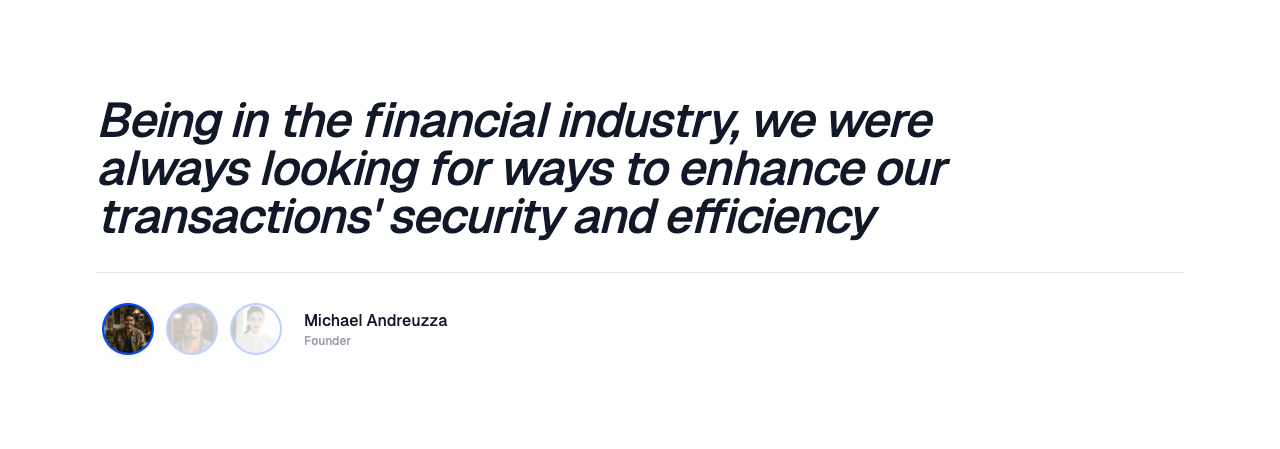 Being in the financial industry, we were
always looking for ways to enhance our
transactions' security and efficiency
Michael Andreuzza
Founder